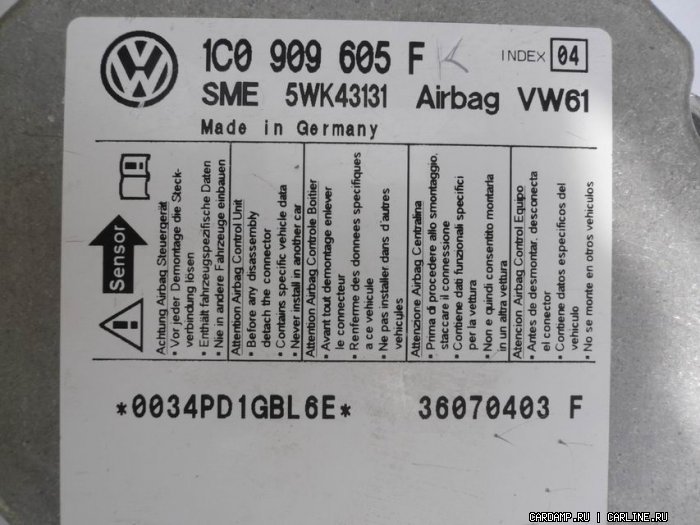 1C0 909 605 F K INDEX 04
SME 5WK43131 Airbag VW61
Made in Germany
Sensor
Achtung Airbag Steuergerät
• Vor jeder Demontage die Steck-
verbindung lösen
• Enthält fahrzeugspezifische Daten
• Nie in andere Fahrzeuge einbauen
Attention Airbag Control Unit
• Before any disassembly
detach the connector
• Contains specific vehicle data
• Never install in another car
Attention Airbag Controle Boitier
• Avant tout demontage enlever
le connecteur
• Renferme des donnees specifiques
a ce vehicule
• Ne pas installer dans d'autres
vehicules
Attenzione Airbag Centralina
• Prima di procedere allo smontaggio,
staccare il connessione
• Contiene dati funzionali specifici
per la vettura
• Non e quindi consentito montarla
in un altra vettura
Atencion Airbag Control Equipo
• Antes de desmontar, desconecta
el conector
• Contiene datos especificos del
vehiculo
• No se monte en otros vehiculos
*0034PD1GBL6E* 36070403 F
CARDAMP.RU | CARLINE.RU